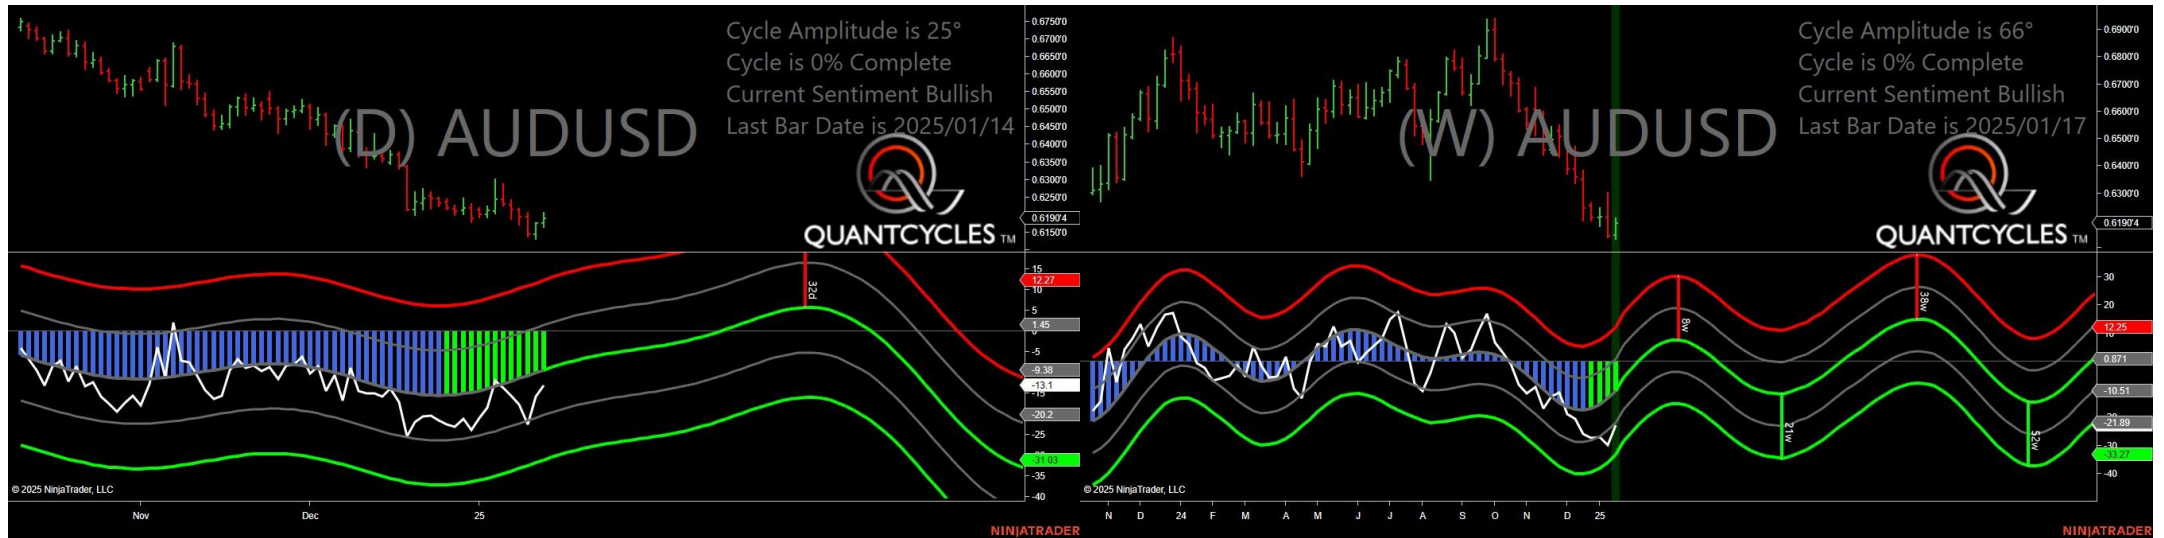 Cycle Amplitude is 25°
Cycle is 0% Complete
Current Sentiment Bullish
Last Bar Date is 2025/01/14
(D) AUDUSD
QUANTCYCLES TM
0.6750'0
0.6700'0
0.6650'0
0.6600'0
0.6550'0
0.6500'0
0.6450'0
0.6400'0
0.6350'0
0.6300'0
0.6250'0
0.6190'4
0.6150'0
32d
15
12.27
10
5
1.45
-5
-9.38
-13.1
-15
-20.2
-25
-31.03
-35
-40
© 2025 NinjaTrader, LLC
Nov
Dec
25
NINJATRADER
Cycle Amplitude is 66°
Cycle is 0% Complete
Current Sentiment Bullish
Last Bar Date is 2025/01/17
(W) AUDUSD
QUANTCYCLES TM
0.6900'0
0.6800'0
0.6700'0
0.6600'0
0.6500'0
0.6400'0
0.6300'0
0.6190'4
8w
21w
38w
52w
30
20
12.25
0.871
-10.51
-21.89
-30
-33.27
-40
© 2025 NinjaTrader, LLC
N D 24 F M A M J J A S O N D 25
NINJATRADER